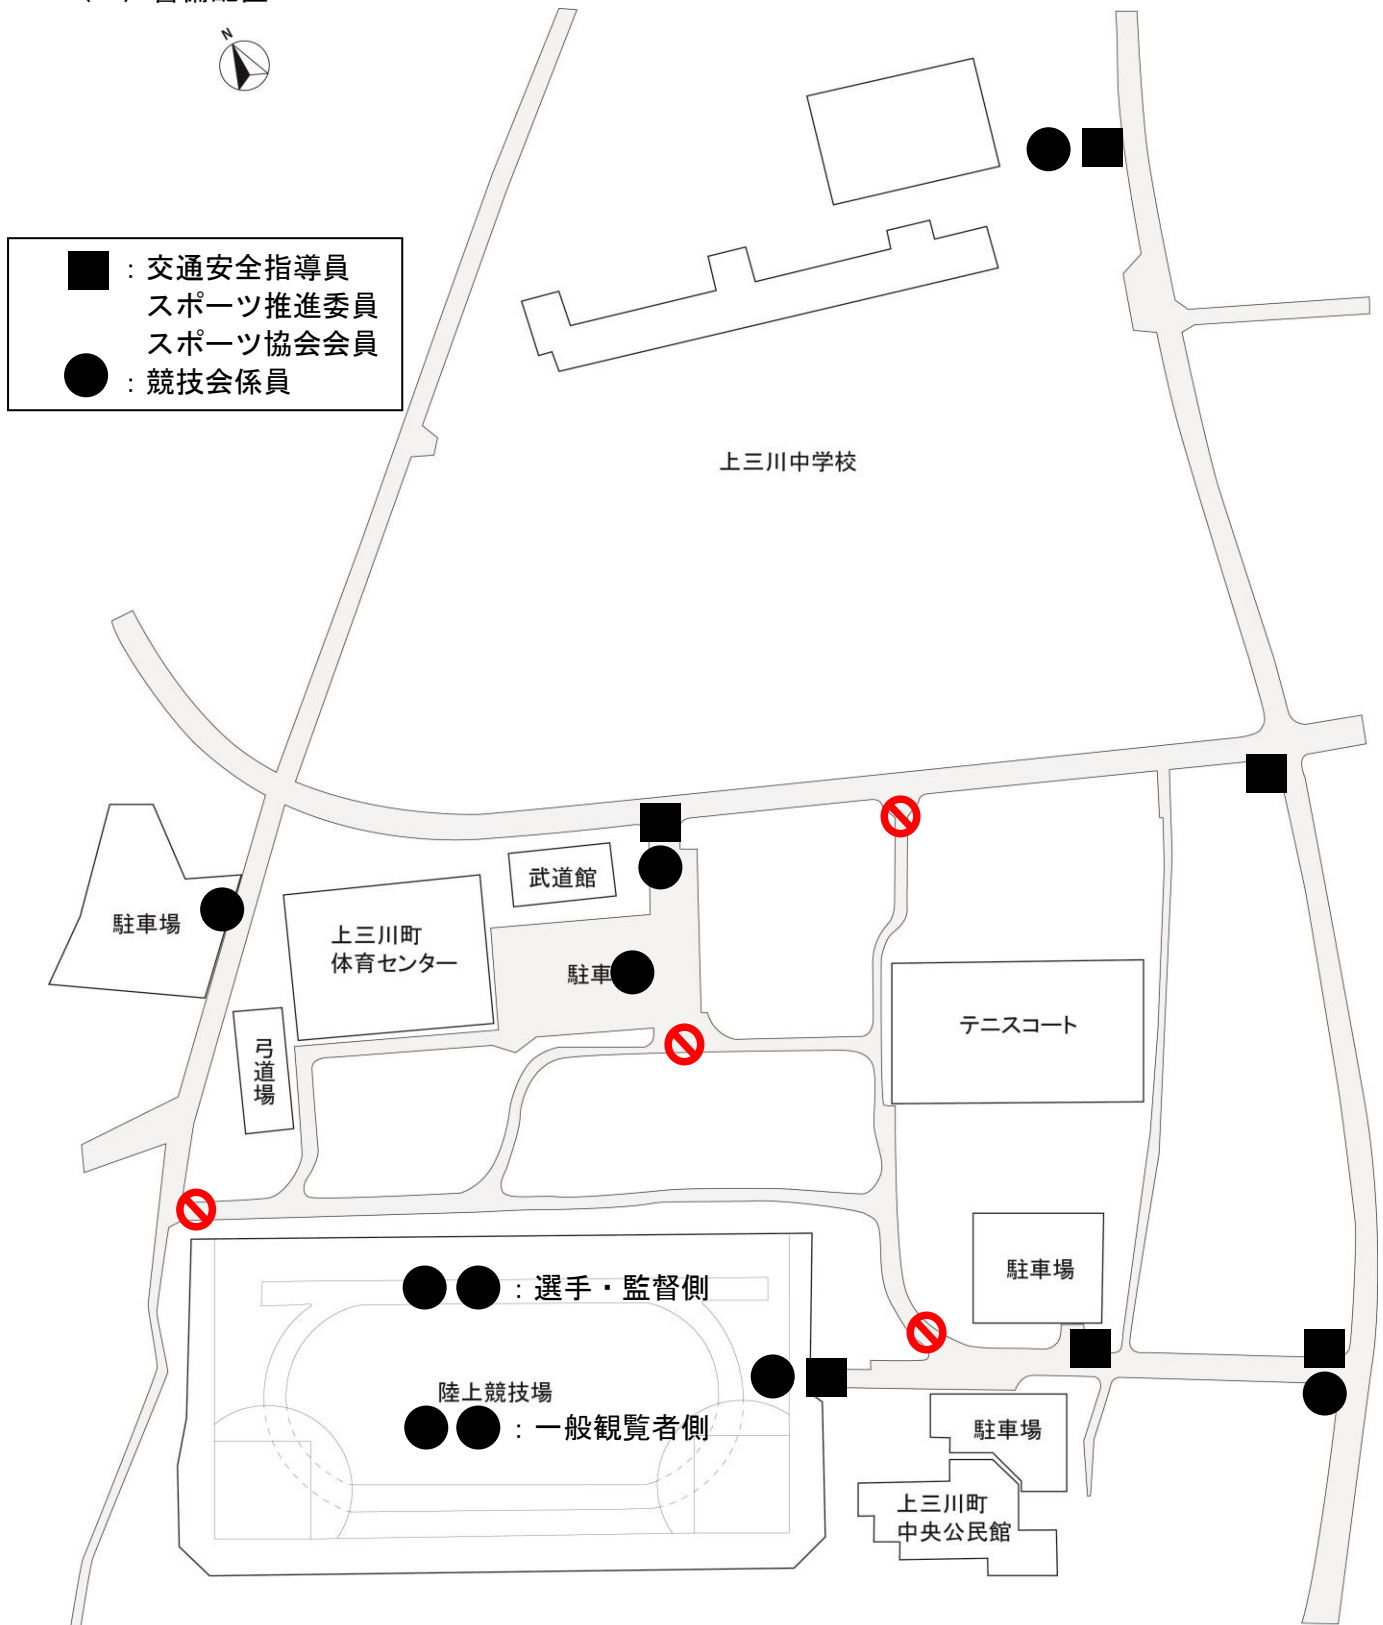 N
：交通安全指導員
スポーツ推進委員
スポーツ協会会員
：競技会係員
上三川中学校
武道館
駐車場
上三川町
体育センター
駐車
テニスコート
弓道場
駐車場
：選手・監督側
陸上競技場
：一般観覧者側
駐車場
上三川町
中央公民館